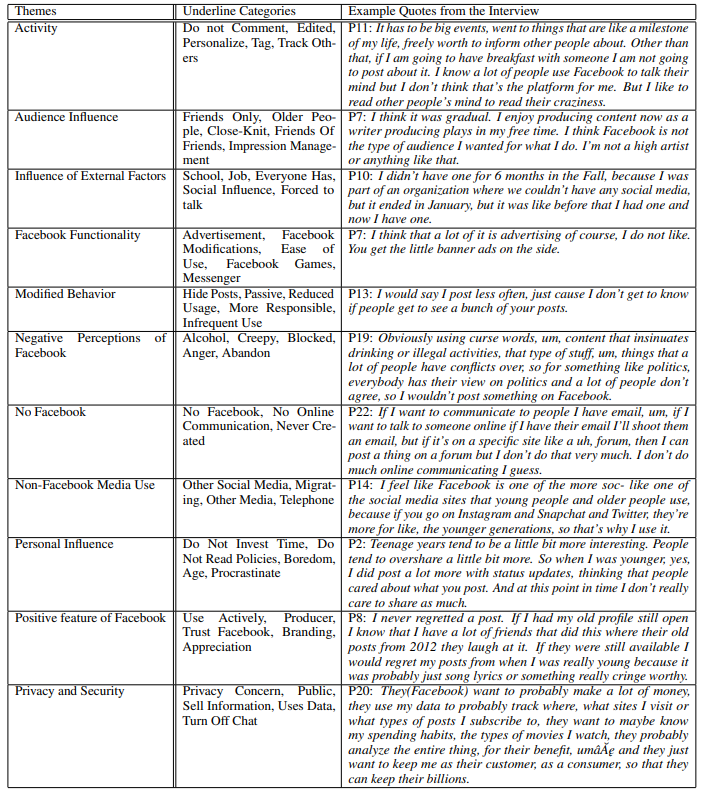 Themes Underline Categories Example Quotes from the Interview
Activity
Do not Comment, Edited,
Personalize, Tag, Track Oth-
ers
P11: It has to be big events, went to things that are like a milestone
of my life, freely worth to inform other people about. Other than
that, if I am going to have breakfast with someone I am not going
to post about it. I know a lot of people use Facebook to talk their
mind but I don't think that's the platform for me. But I like to
read other people's mind to read their craziness.
Audience Influence
Friends Only, Older Peo-
ple, Close-Knit, Friends Of
Friends, Impression Manage-
ment
P7: I think it was gradual. I enjoy producing content now as a
writer producing plays in my free time. I think Facebook is not
the type of audience I wanted for what I do. I'm not a high artist
or anything like that.
Influence of External Factors
School, Job, Everyone Has,
Social Influence, Forced to
talk
P10: I didn't have one for 6 months in the Fall, because I was
part of an organization where we couldn't have any social media,
but it ended in January, but it was like before that I had one and
now I have one.
Facebook Functionality
Advertisement, Facebook
Modifications, Ease of
Use, Facebook Games,
Messenger
P7: I think that a lot of it is advertising of course, I do not like.
You get the little banner ads on the side.
Modified Behavior
Hide Posts, Passive, Reduced
Usage, More Responsible,
Infrequent Use
P13: I would say I post less often, just cause I don't get to know
if people get to see a bunch of your posts.
Negative Perceptions of
Facebook
Alcohol, Creepy, Blocked,
Anger, Abandon
P19: Obviously using curse words, um, content that insinuates
drinking or illegal activities, that type of stuff, um, things that a
lot of people have conflicts over, so for something like politics,
everybody has their view on politics and a lot of people don't
agree, so I wouldn't post something on Facebook.
No Facebook
No Facebook, No Online
Communication, Never Cre-
ated
P22: If I want to communicate to people I have email, um, if I
want to talk to someone online if I have their email I'll shoot them
an email, but if it's on a specific site like a uh, forum, then I can
post a thing on a forum but I don't do that very much. I don't do
much online communicating I guess.
Non-Facebook Media Use
Other Social Media, Migrat-
ing, Other Media, Telephone
P14: I feel like Facebook is one of the more soc- like one of
the social media sites that young people and older people use,
because if you go on Instagram and Snapchat and Twitter, they're
more for like, the younger generations, so that's why I use it.
Personal Influence
Do Not Invest Time, Do
Not Read Policies, Boredom,
Age, Procrastinate
P2: Teenage years tend to be a little bit more interesting. People
tend to overshare a little bit more. So when I was younger, yes,
I did post a lot more with status updates, thinking that people
cared about what you post. And at this point in time I don't really
care to share as much.
Positive feature of Facebook
Use Actively, Producer,
Trust Facebook, Branding,
Appreciation
P8: I never regretted a post. If I had my old profile still open
I know that I have a lot of friends that did this where their old
posts from 2012 they laugh at it. If they were still available I
would regret my posts from when I was really young because it
was probably just song lyrics or something really cringe worthy.
Privacy and Security
Privacy Concern, Public,
Sell Information, Uses Data,
Turn Off Chat
P20: They(Facebook) want to probably make a lot of money,
they use my data to probably track where, what sites I visit or
what types of posts I subscribe to, they want to maybe know
my spending habits, the types of movies I watch, they probably
analyze the entire thing, for their benefit, umâĂę and they just
want to keep me as their customer, as a consumer, so that they
can keep their billions.